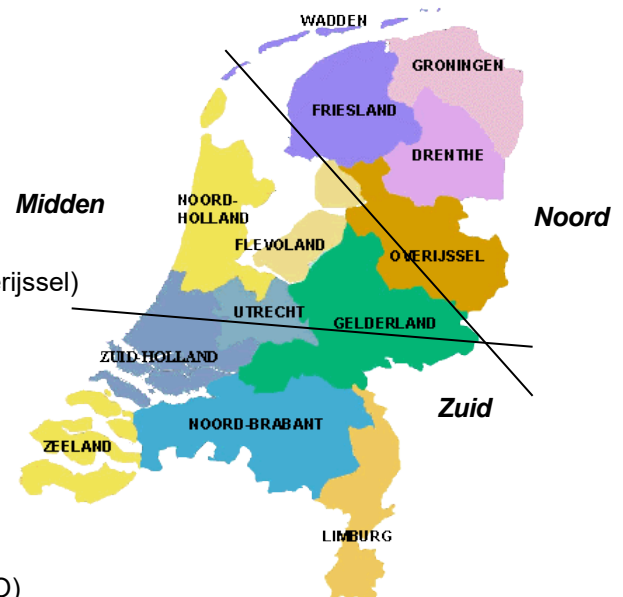 WADDEN
GRONINGEN
FRIESLAND
DRENTHE
Midden
NOORD-
HOLLAND
Noord
FLEVOLAND
OVERIJSSEL
erijssel)
UTRECHT
GELDERLAND
ZUID-HOLLAND
Zuid
NOORD-BRABANT
ZEELAND
LIMBURG